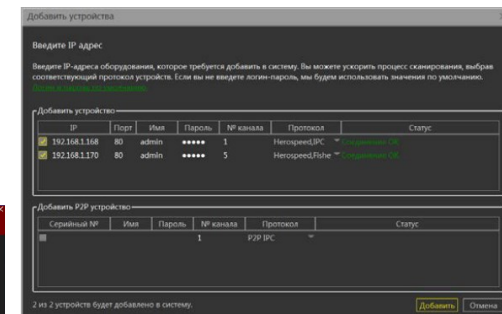 Добавить устройства
Введите IP адрес
Введите IP-адреса оборудования, которое требуется добавить в систему. Вы можете ускорить процесс сканирования, выбрав
соответствующий протокол устройств. Если вы не введете логин-пароль, мы будем использовать значения по умолчанию.
Добавить устройство
IP Порт Имя Пароль № канала Протокол Статус
192.168.1.168 80 admin ••••• 1 Herospeed,IPC Соединение ОК
192.168.1.170 80 admin ••••• 5 Herospeed,Fishe Соединение ОК
Добавить P2P устройство
Серийный № Имя Пароль № канала Протокол Статус
1 P2P IPC
2 из 2 устройств будет добавлено в систему.
Добавить Отмена